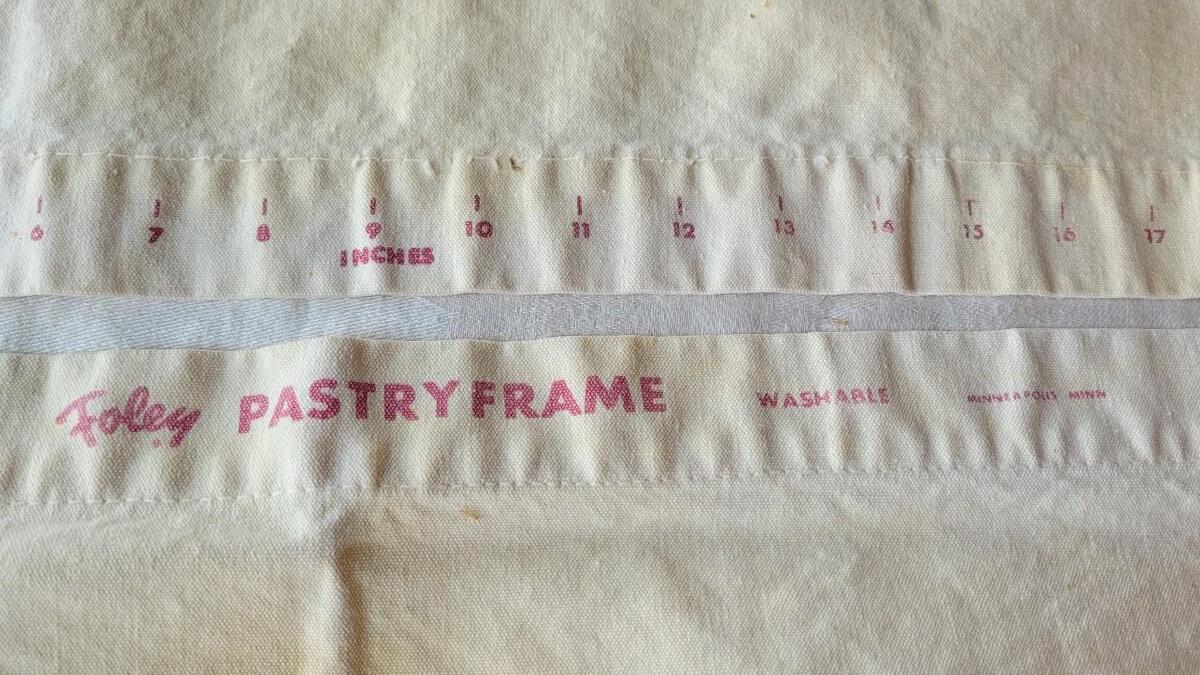 6 7 8 9 10 11 12 13 14 15 16 17
INCHES
Foley PASTRY FRAME WASHABLE MINNEAPOLIS MINN